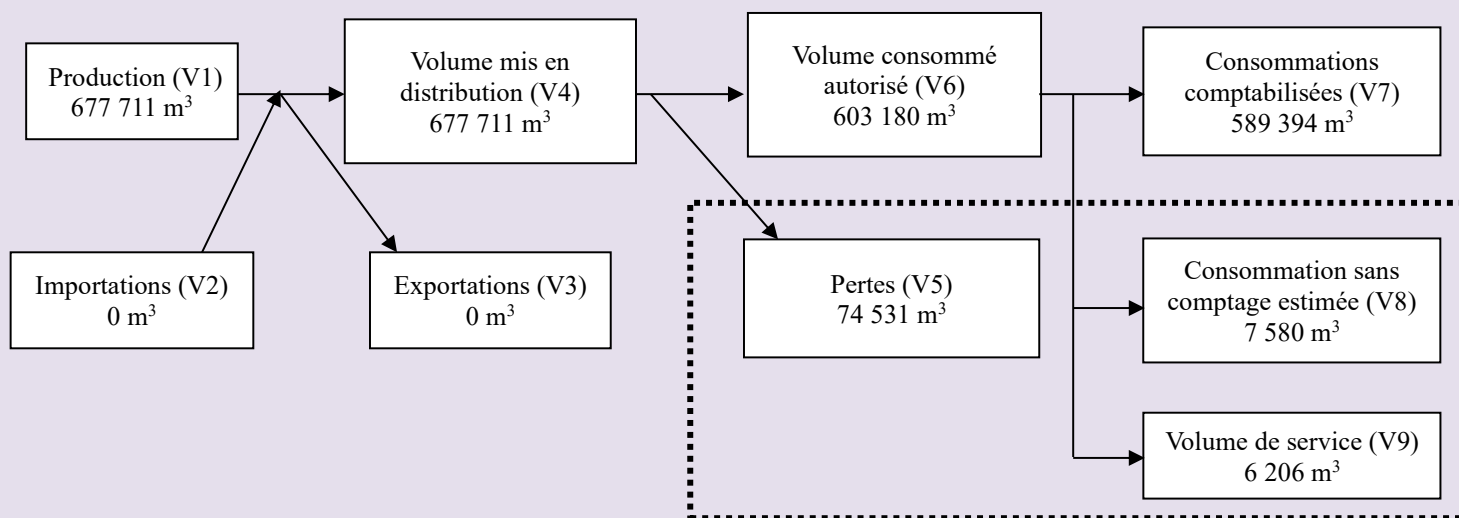 Production (V1)
677 711 m³
Volume mis en
distribution (V4)
677 711 m³
Volume consommé
autorisé (V6)
603 180 m³
Consommations
comptabilisées (V7)
589 394 m³
Importations (V2)
0 m³
Exportations (V3)
0 m³
Pertes (V5)
74 531 m³
Consommation sans
comptage estimée (V8)
7 580 m³
Volume de service (V9)
6 206 m³